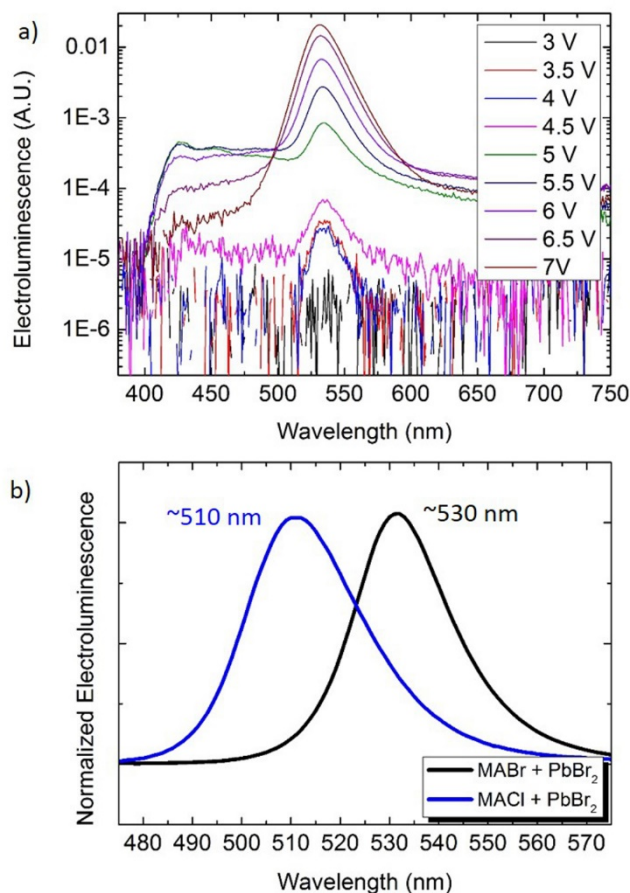 a)
Electroluminescence (A.U.)
0.01
1E-3
1E-4
1E-5
1E-6
3 V
3.5 V
4 V
4.5 V
5 V
5.5 V
6 V
6.5 V
7V
400 450 500 550 600 650 700 750
Wavelength (nm)
b)
Normalized Electroluminescence
~510 nm
~530 nm
MABr + PbBr₂
MACl + PbBr₂
480 490 500 510 520 530 540 550 560 570
Wavelength (nm)